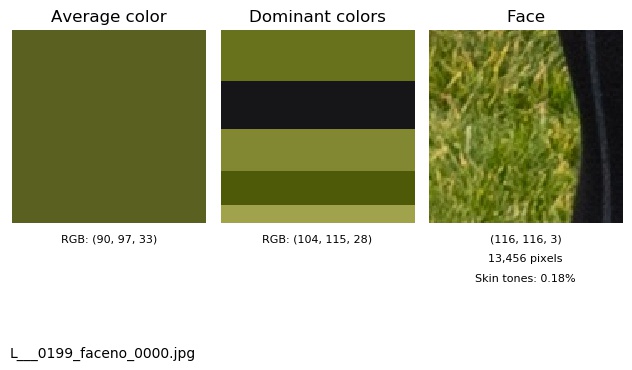 Average color
Dominant colors
Face
RGB: (90, 97, 33)
RGB: (104, 115, 28)
(116, 116, 3)
13,456 pixels
Skin tones: 0.18%
L___0199_faceno_0000.jpg